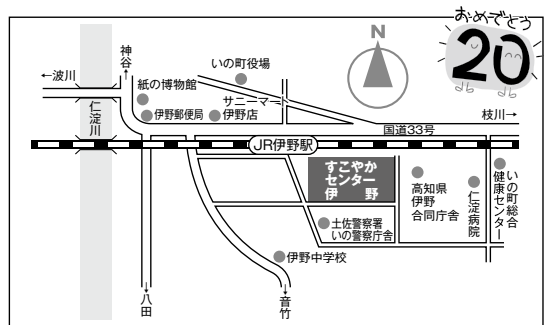 おめでとう
20
N
神谷
←波川
いの町役場
紙の博物館
サニーマート
伊野店
伊野郵便局
枝川→
国道33号
仁淀川
JR伊野駅
すこやか
センター
伊野
高知県
伊野
合同庁舎
仁淀病院
いの町総合
健康センター
土佐警察署
いの警察庁舎
伊野中学校
↓八田
↓音竹